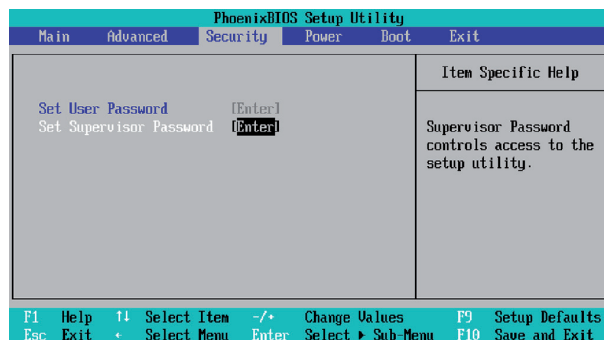 PhoenixBIOS Setup Utility
Main Advanced Security Power Boot Exit
Item Specific Help
Set User Password [Enter]
Set Supervisor Password [Enter]
Supervisor Password
controls access to the
setup utility.
F1 Help ↑↓ Select Item -/+ Change Values F9 Setup Defaults
Esc Exit ← Select Menu Enter Select ▶ Sub-Menu F10 Save and Exit